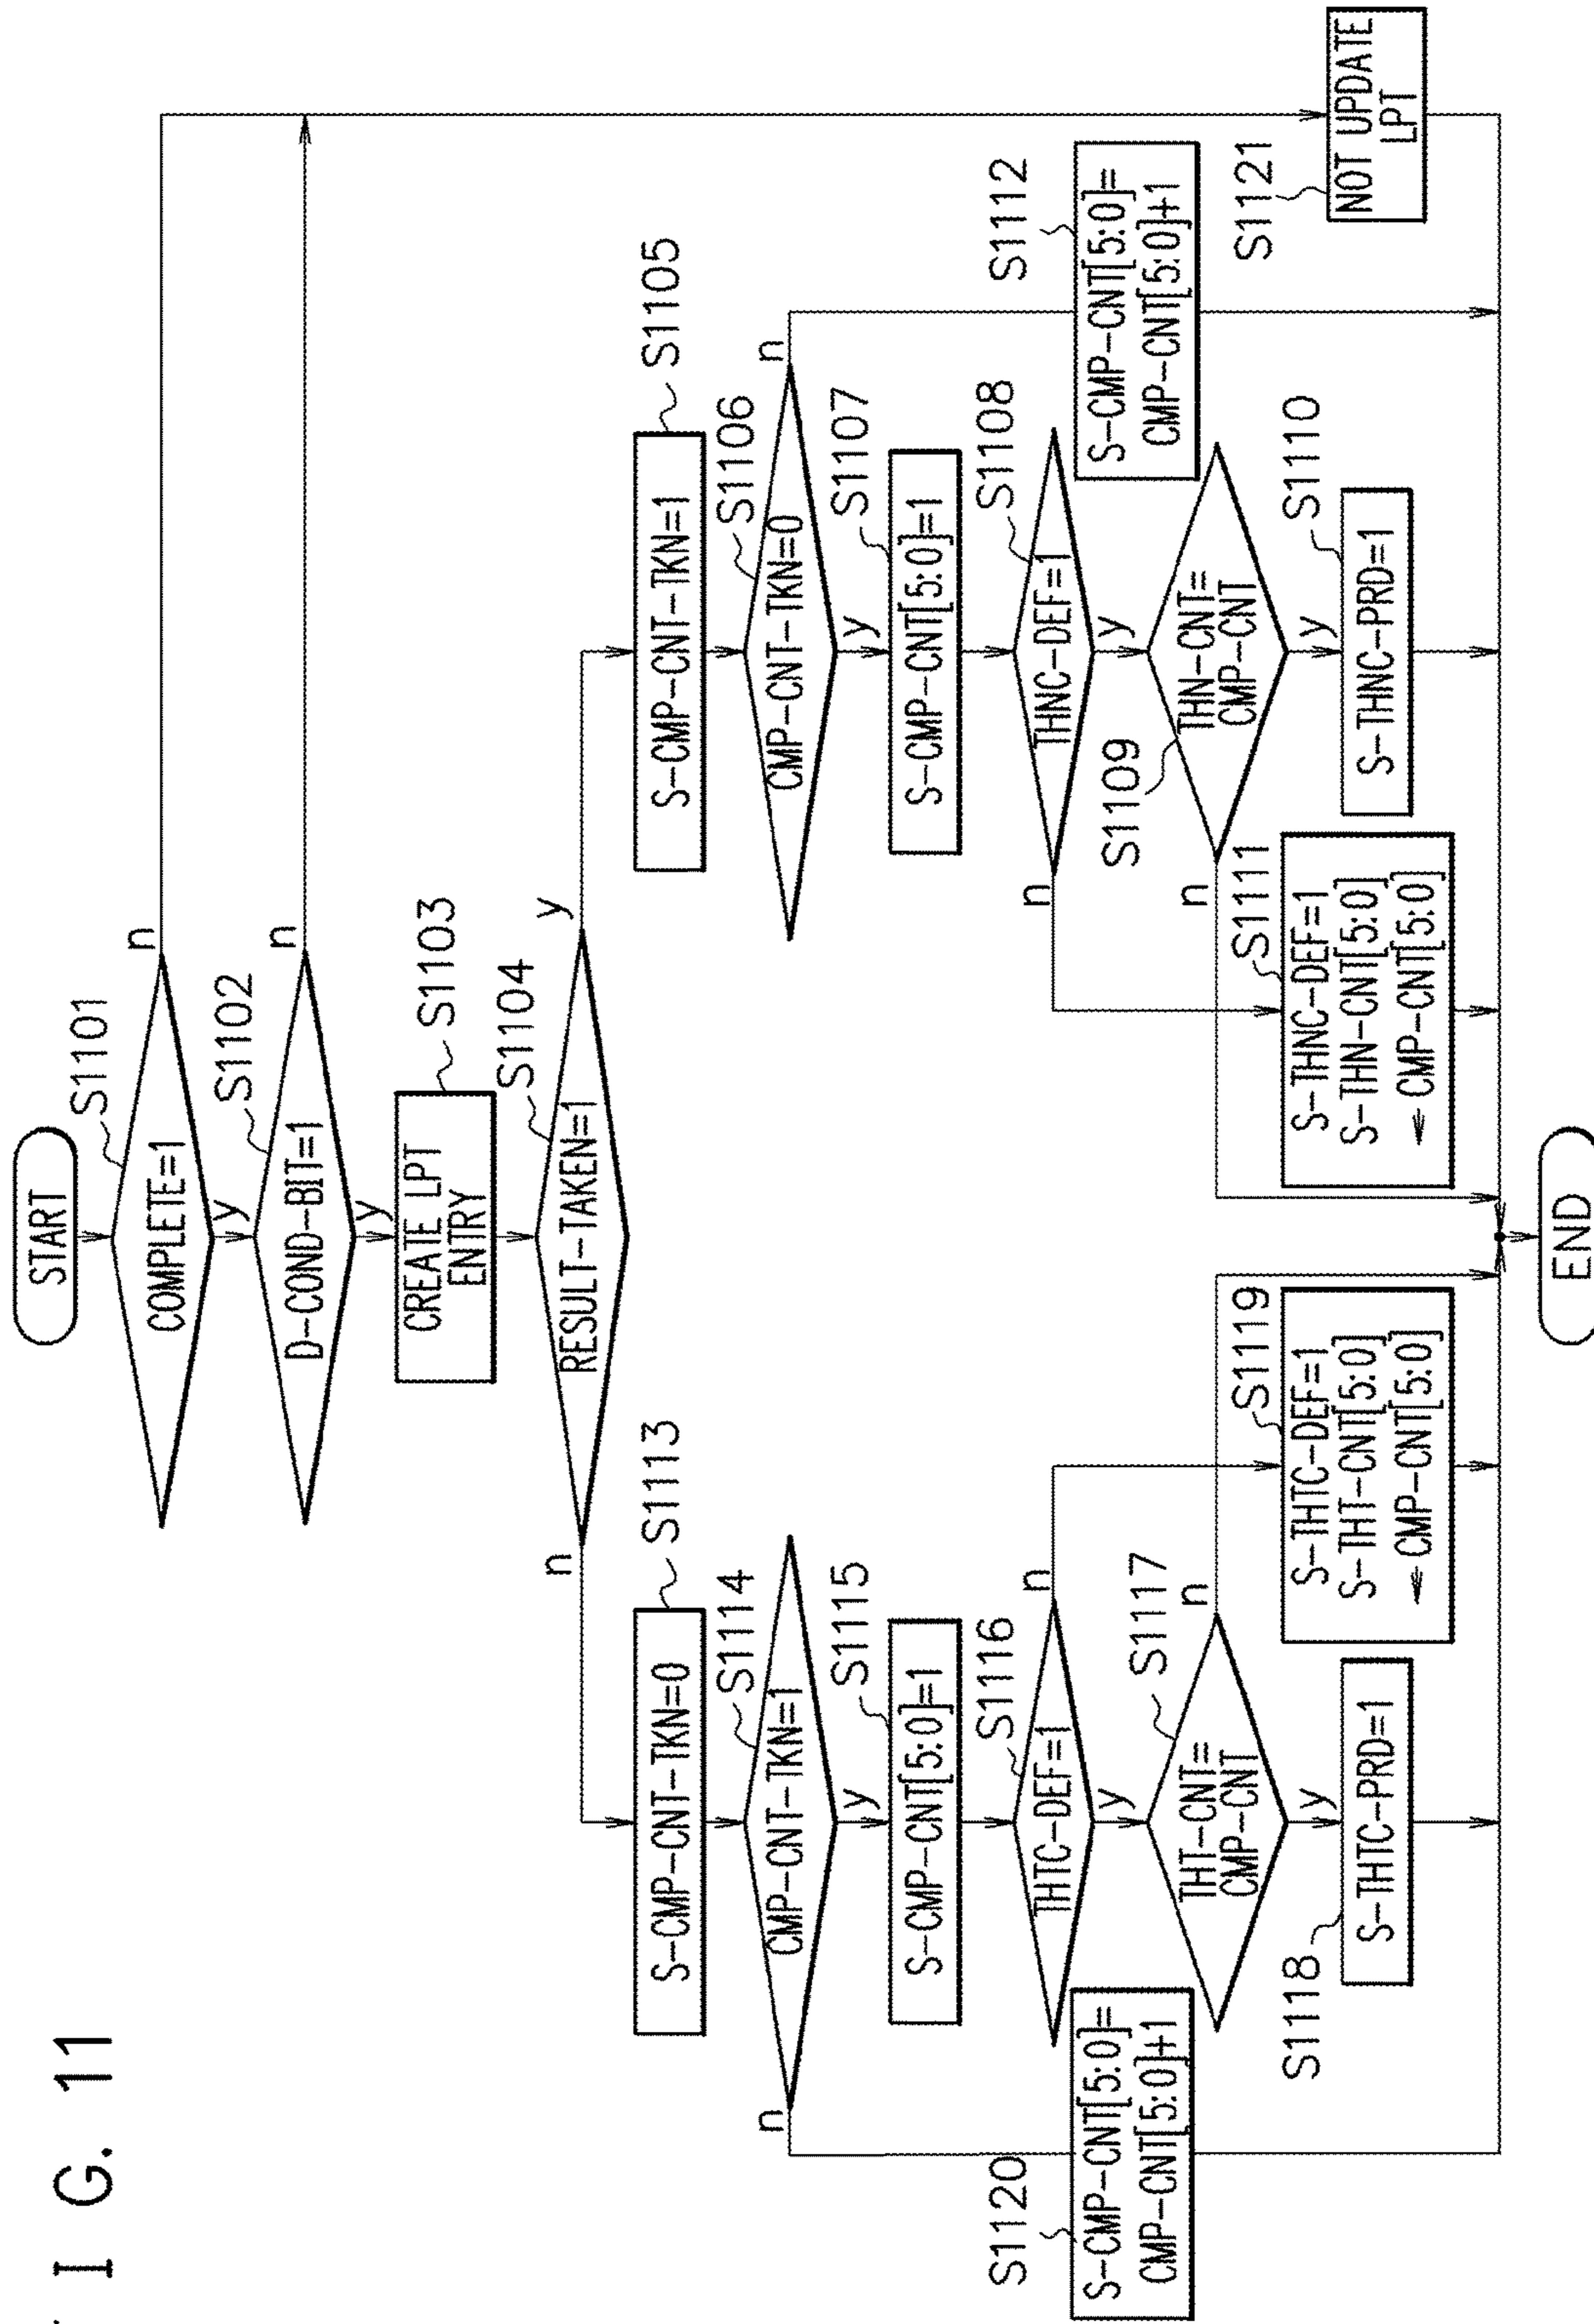 I G. 11
START
COMPLETE=1
S1101
y
n
D-COND-BIT=1
S1102
y
n
CREATE LPT
ENTRY
S1103
RESULT-TAKEN=1
S1104
n
y
S-CMP-CNT-TKN=0
S1113
CMP-CNT-TKN=1
S1114
n
y
S-CMP-CNT[5:0]=1
S1115
THTC-DEF=1
S1116
n
y
THT-CNT=
CMP-CNT
S1117
n
y
S-THTC-PRD=1
S1118
S-THTC-DEF=1
S-THT-CNT[5:0]
CMP-CNT[5:0]
S1119
S-CMP-CNT[5:0]=
CMP-CNT[5:0]+1
S1120
S-CMP-CNT-TKN=1
S1105
CMP-CNT-TKN=0
S1106
n
y
S-CMP-CNT[5:0]=1
S1107
THNC-DEF=1
S1108
n
y
THN-CNT=
CMP-CNT
S1109
n
y
S-THNC-PRD=1
S1110
S-THNC-DEF=1
S-THN-CNT[5:0]
CMP-CNT[5:0]
S1111
S-CMP-CNT[5:0]=
CMP-CNT[5:0]+1
S1112
NOT UPDATE
LPT
S1121
END